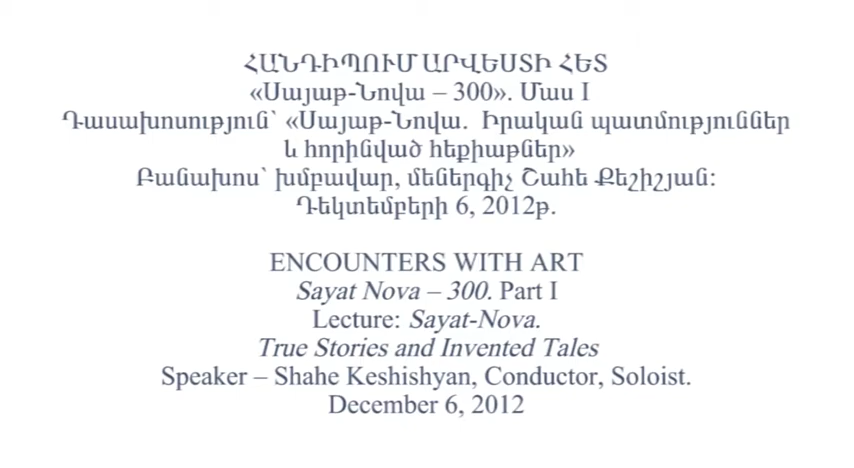 ՀԱՆԴԻՊՈՒՄ ԱՐՎԵՍՏԻ ՀԵՏ
«Սայաթ-Նովա – 300». Մաս I
Դասախոսություն՝ «Սայաթ-Նովա. Իրական պատմություններ
և հորինված հեքիաթներ»
Բանախոս՝ խմբավար, մեներգիչ Շահե Քեշիշյան:
Դեկտեմբերի 6, 2012թ.
ENCOUNTERS WITH ART
Sayat Nova – 300. Part I
Lecture: Sayat-Nova.
True Stories and Invented Tales
Speaker – Shahe Keshishyan, Conductor, Soloist.
December 6, 2012